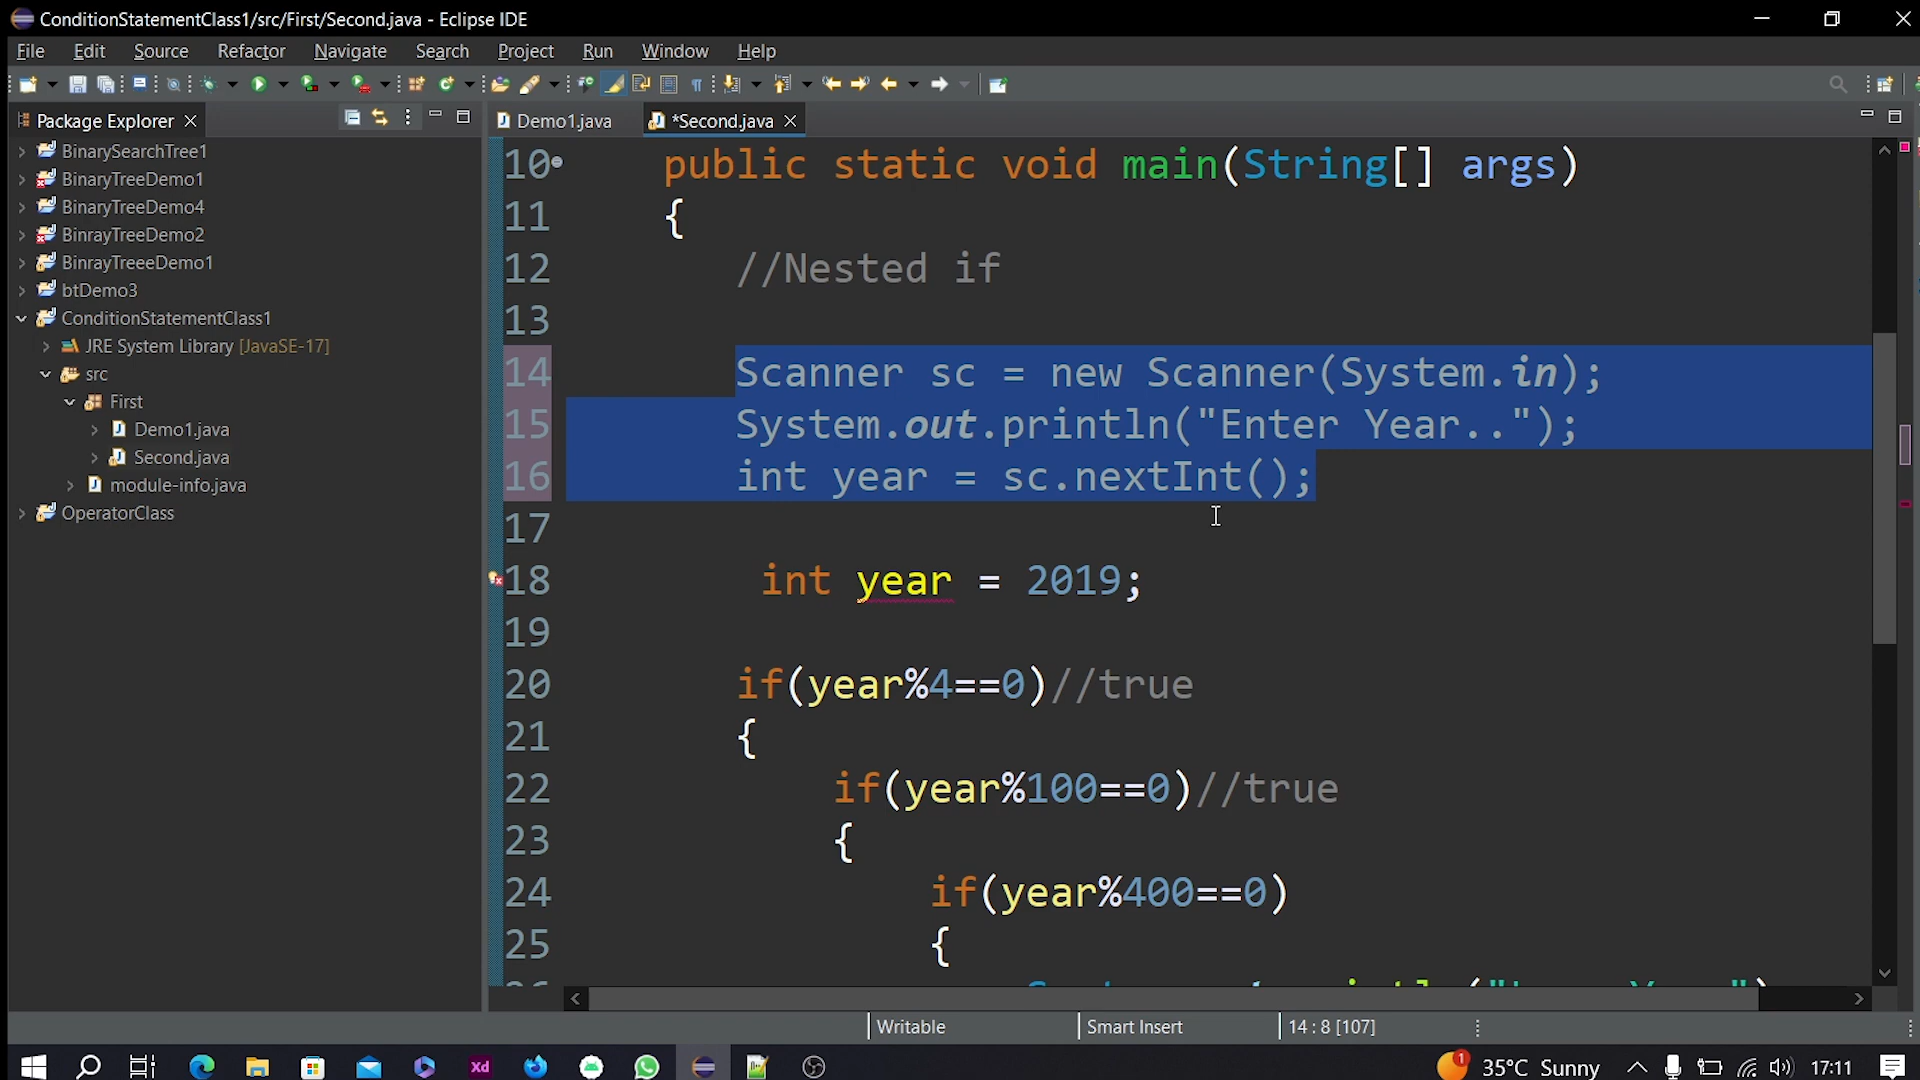 ConditionStatementClass1/src/First/Second.java - Eclipse IDE
File Edit Source Refactor Navigate Search Project Run Window Help
Package Explorer
Demo1.java *Second.java
BinarySearchTree1
BinaryTreeDemo1
BinaryTreeDemo4
BinrayTreeDemo2
BinrayTreeeDemo1
btDemo3
ConditionStatementClass1
JRE System Library [JavaSE-17]
src
First
Demo1.java
Second.java
module-info.java
OperatorClass
10 public static void main(String[] args)
11 {
12 //Nested if
13
14 Scanner sc = new Scanner(System.in);
15 System.out.println("Enter Year..");
16 int year = sc.nextInt();
17
18 int year = 2019;
19
20 if(year%4==0)//true
21 {
22 if(year%100==0)//true
23 {
24 if(year%400==0)
25 {
Writable Smart Insert 14 : 8 [107]
xd 1 35°C Sunny 17:11